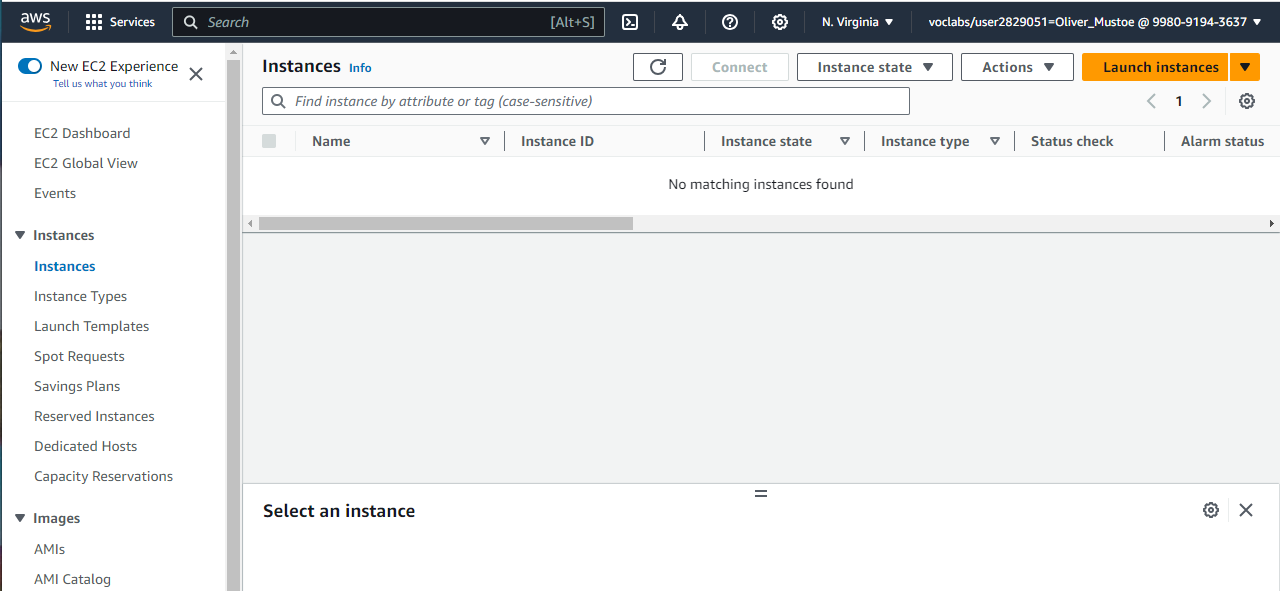 aws Services Search [Alt+S] N. Virginia voclabs/user2829051=Oliver_Mustoe @ 9980-9194-3637
New EC2 Experience
Tell us what you think
EC2 Dashboard
EC2 Global View
Events
Instances
Instances
Instance Types
Launch Templates
Spot Requests
Savings Plans
Reserved Instances
Dedicated Hosts
Capacity Reservations
Images
AMIs
AMI Catalog
Instances Info Connect Instance state Actions Launch instances
Find instance by attribute or tag (case-sensitive) 1
Name Instance ID Instance state Instance type Status check Alarm status
No matching instances found
Select an instance